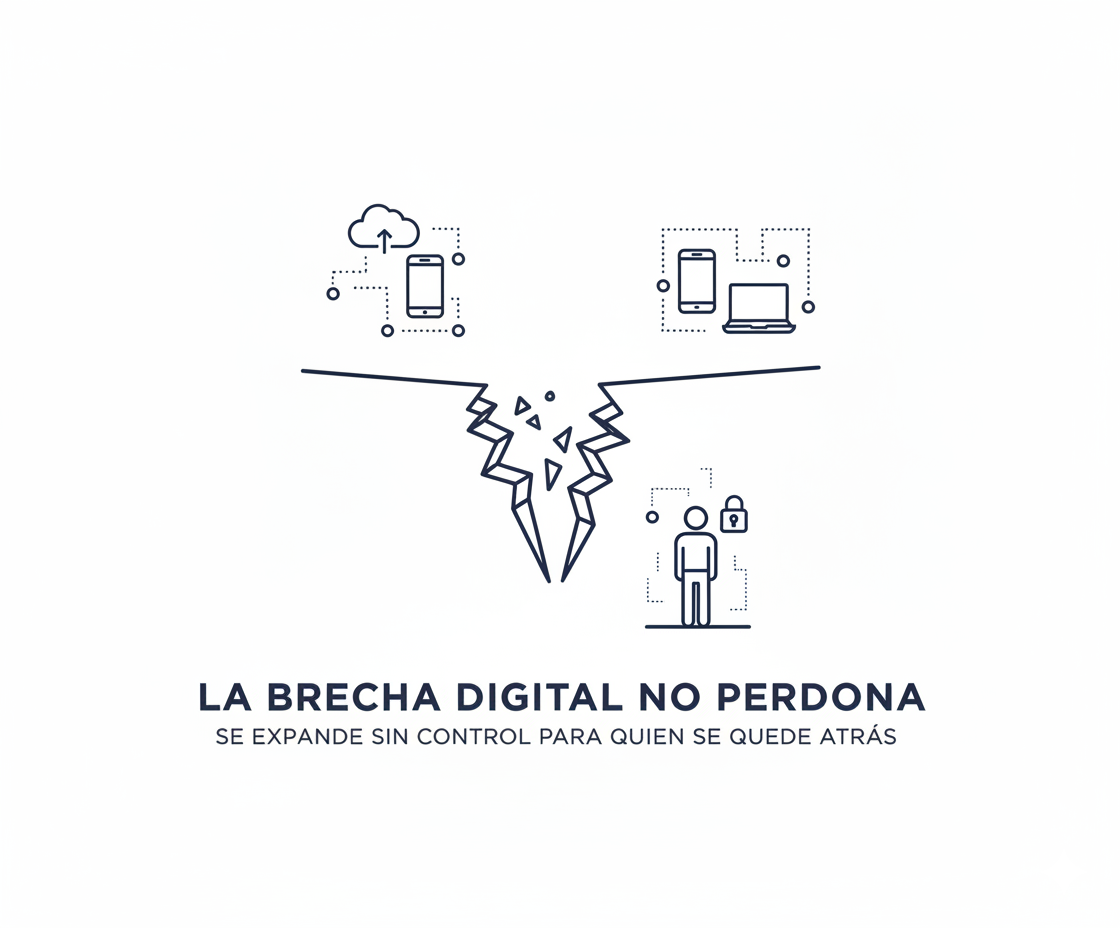 LA BRECHA DIGITAL NO PERDONA
SE EXPANDE SIN CONTROL PARA QUIEN SE QUEDE ATRÁS